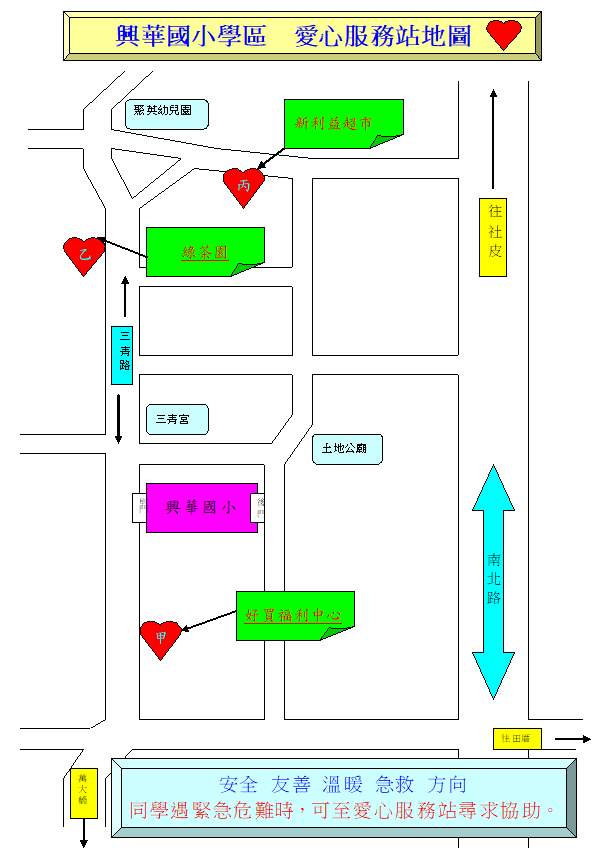 興華國小學區　愛心服務站地圖
聚英幼兒園
新利益超市
丙
往社皮
乙
綠茶園
三青路
三青宮
土地公廟
興華國小
後門
南北路
好買福利中心
甲
往田厝
萬大橋
安全 友善 溫暖 急救 方向
同學遇緊急危難時，可至愛心服務站尋求協助。